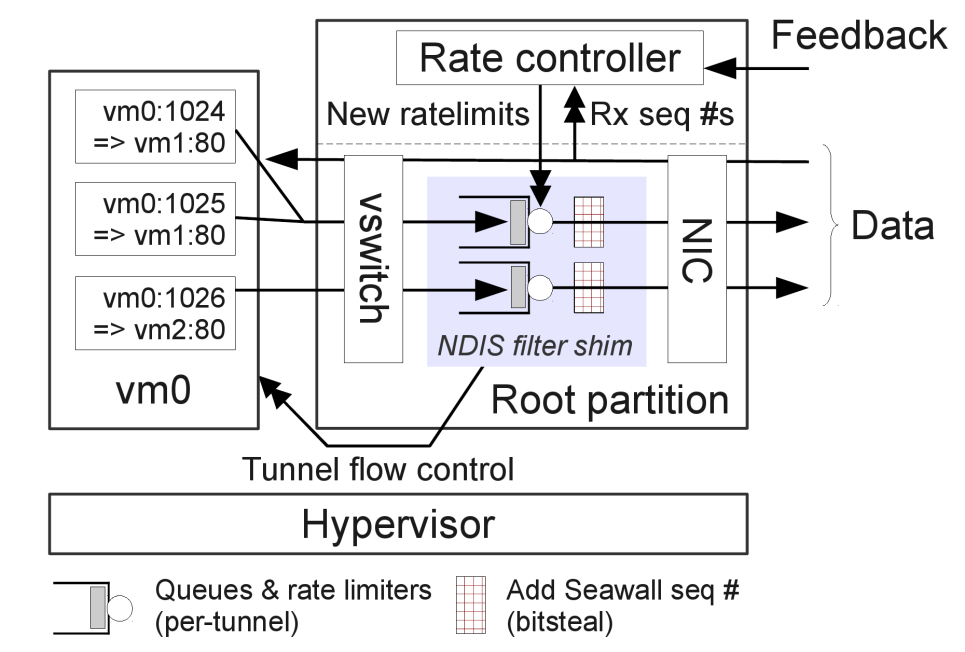 Feedback
Rate controller
New ratelimits
Rx seq #s
vm0:1024
=> vm1:80
vm0:1025
=> vm1:80
vm0:1026
=> vm2:80
vm0
vswitch
NIC
Data
NDIS filter shim
Root partition
Tunnel flow control
Hypervisor
Queues & rate limiters
(per-tunnel)
Add Seawall seq #
(bitsteal)